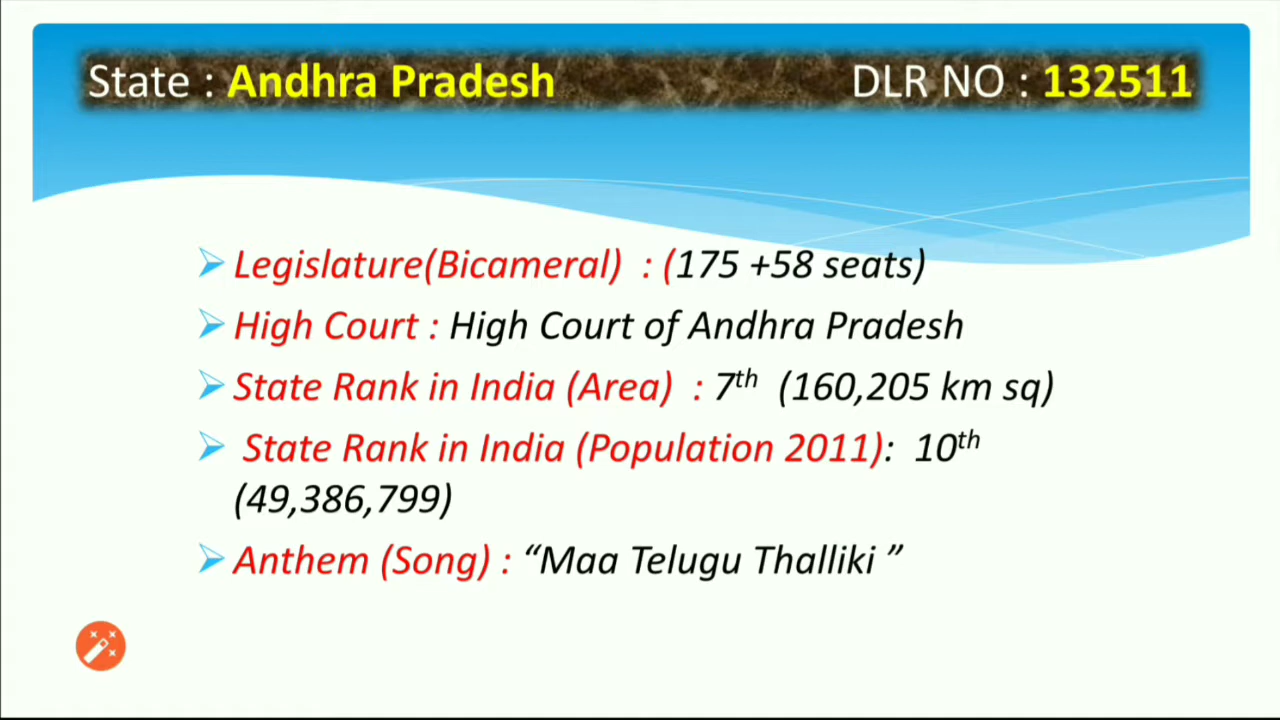 State : Andhra Pradesh DLR NO : 132511
Legislature(Bicameral) : (175 +58 seats)
High Court : High Court of Andhra Pradesh
State Rank in India (Area) : 7th (160,205 km sq)
State Rank in India (Population 2011): 10th
(49,386,799)
Anthem (Song) : “Maa Telugu Thalliki ”